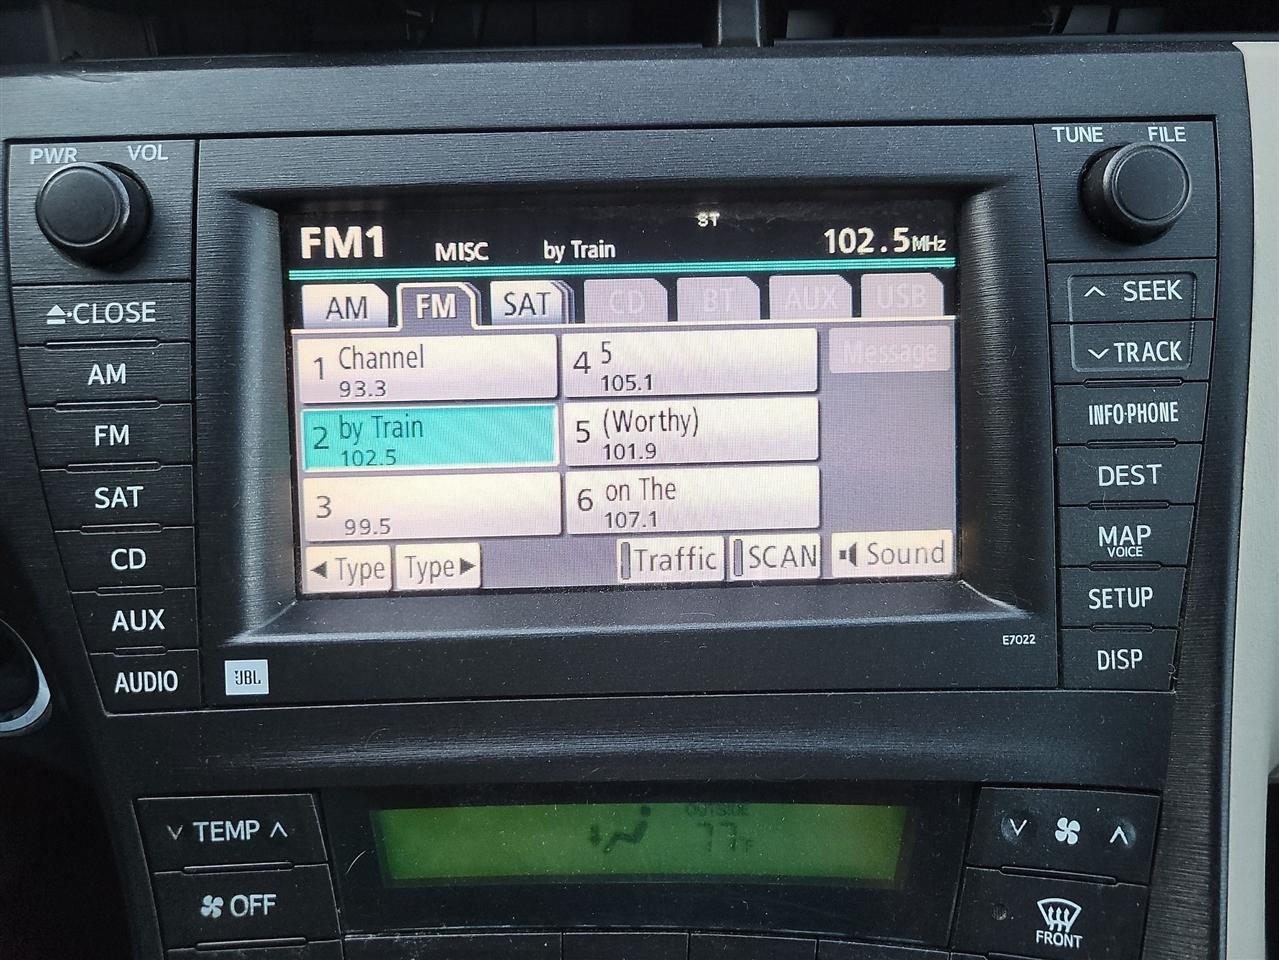 PWR VOL
TUNE FILE
ST
FM1 MISC by Train 102.5MHz
AM FM SAT CD BT AUX USB
1 Channel
93.3
4 5
105.1
Message
2 by Train
102.5
5 (Worthy)
101.9
3
99.5
6 on The
107.1
◀Type Type▶ Traffic SCAN Sound
CLOSE
AM
FM
SAT
CD
AUX
AUDIO
SEEK
TRACK
INFO·PHONE
DEST
MAP
VOICE
SETUP
DISP
E7022
JBL
TEMP
OFF
OUTSIDE
77°F
FRONT